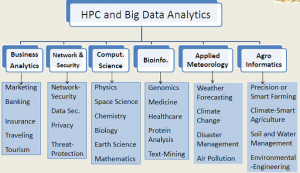 HPC and Big Data Analytics
Business
Analytics
Network &
Security
Comput.
Science
Bioinfo.
Applied
Meteorology
Agro
Informatics
Marketing
Banking
Insurance
Traveling
Tourism
Network-
Security
Data Sec.
Privacy
Threat-
Protection
Physics
Space Science
Chemistry
Biology
Earth Science
Mathematics
Genomics
Medicine
Healthcare
Protein
Analysis
Text-Mining
Weather
Forecasting
Climate
Change
Disaster
Management
Air Pollution
Precision or
Smart Farming
Climate-Smart
Agriculture
Soil and Water
Management
Environmental
-Engineering